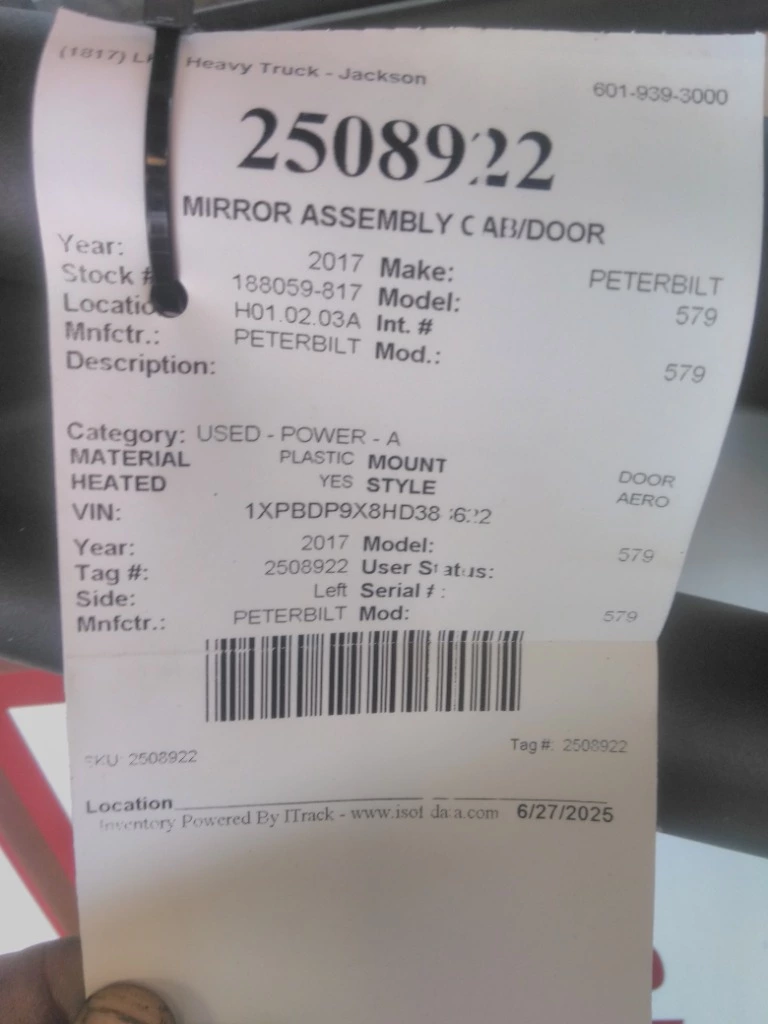 (1817) Heavy Truck - Jackson 601-939-3000
2508922
MIRROR ASSEMBLY CAB/DOOR
Year: 2017 Make: PETERBILT
Stock # 188059-817 Model: 579
Locatio H01.02.03A Int. #
Mnfctr.: PETERBILT Mod.: 579
Description:
Category: USED - POWER - A
MATERIAL PLASTIC MOUNT DOOR
HEATED YES STYLE AERO
VIN: 1XPBDP9X8HD38
Year: 2017 Model: 579
Tag #: 2508922 User Status:
Side: Left Serial #:
Mnfctr.: PETERBILT Mod: 579
SKU: 2508922 Tag#: 2508922
Location
Inventory Powered By ITrack - www.isoftdata.com 6/27/2025